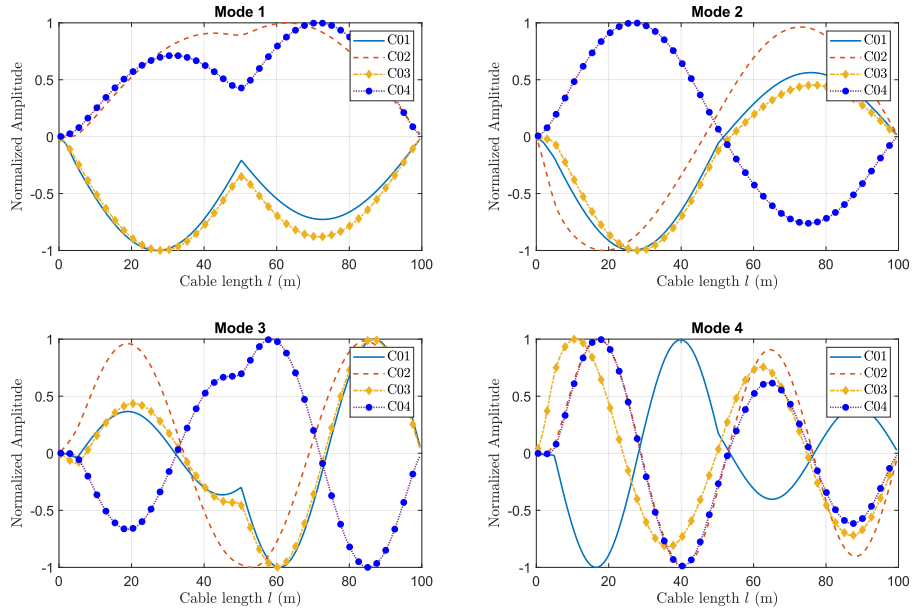 Mode 1
Normalized Amplitude
1
0.5
0
-0.5
-1
0 20 40 60 80 100
Cable length l (m)
C01
C02
C03
C04
Mode 2
Normalized Amplitude
1
0.5
0
-0.5
-1
0 20 40 60 80 100
Cable length l (m)
C01
C02
C03
C04
Mode 3
Normalized Amplitude
1
0.5
0
-0.5
-1
0 20 40 60 80 100
Cable length l (m)
C01
C02
C03
C04
Mode 4
Normalized Amplitude
1
0.5
0
-0.5
-1
0 20 40 60 80 100
Cable length l (m)
C01
C02
C03
C04